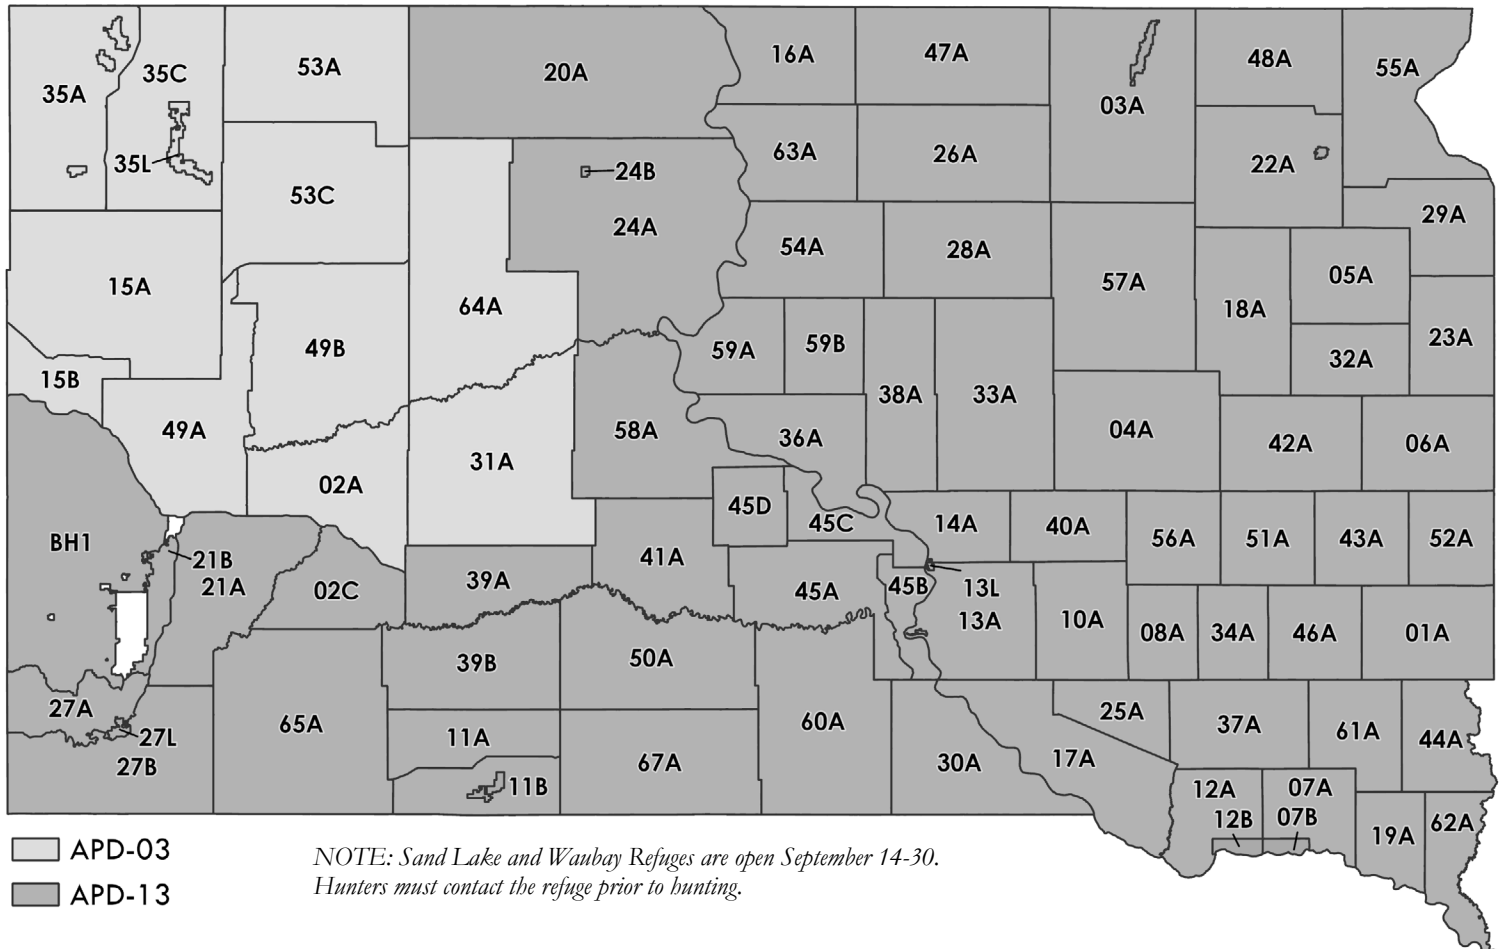 16A
47A
48A
55A
53A
20A
35C
35A
03A
63A
26A
22A
35L
24B
53C
29A
24A
54A
28A
57A
05A
15A
64A
18A
23A
49B
59A
59B
32A
15B
38A
33A
49A
58A
36A
04A
42A
06A
31A
02A
45D
45C
14A
40A
56A
51A
43A
52A
BH1
21B
41A
39A
21A
02C
45A
45B
13L
13A
10A
08A
34A
46A
01A
39B
50A
27A
65A
11A
60A
25A
37A
61A
44A
27L
27B
67A
30A
17A
11B
12A
07A
12B
07B
19A
62A
APD-03
APD-13
NOTE: Sand Lake and Waubay Refuges are open September 14-30.
Hunters must contact the refuge prior to hunting.